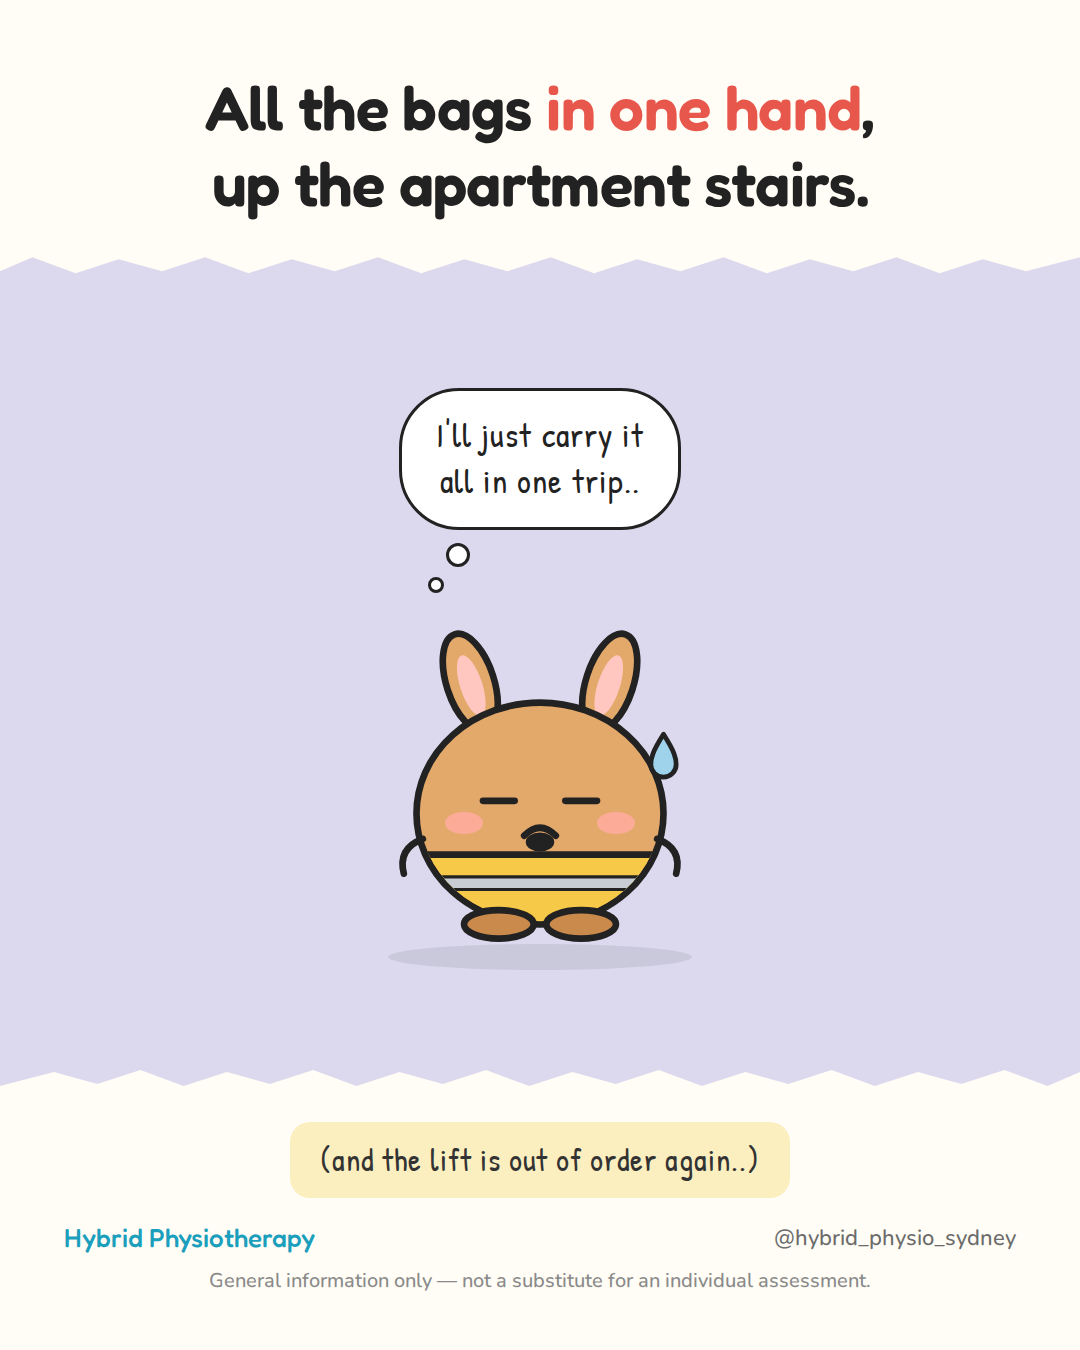 All the bags in one hand,
up the apartment stairs.
I'll just carry it
all in one trip..
(and the lift is out of order again..)
Hybrid Physiotherapy
@hybrid_physio_sydney
General information only — not a substitute for an individual assessment.